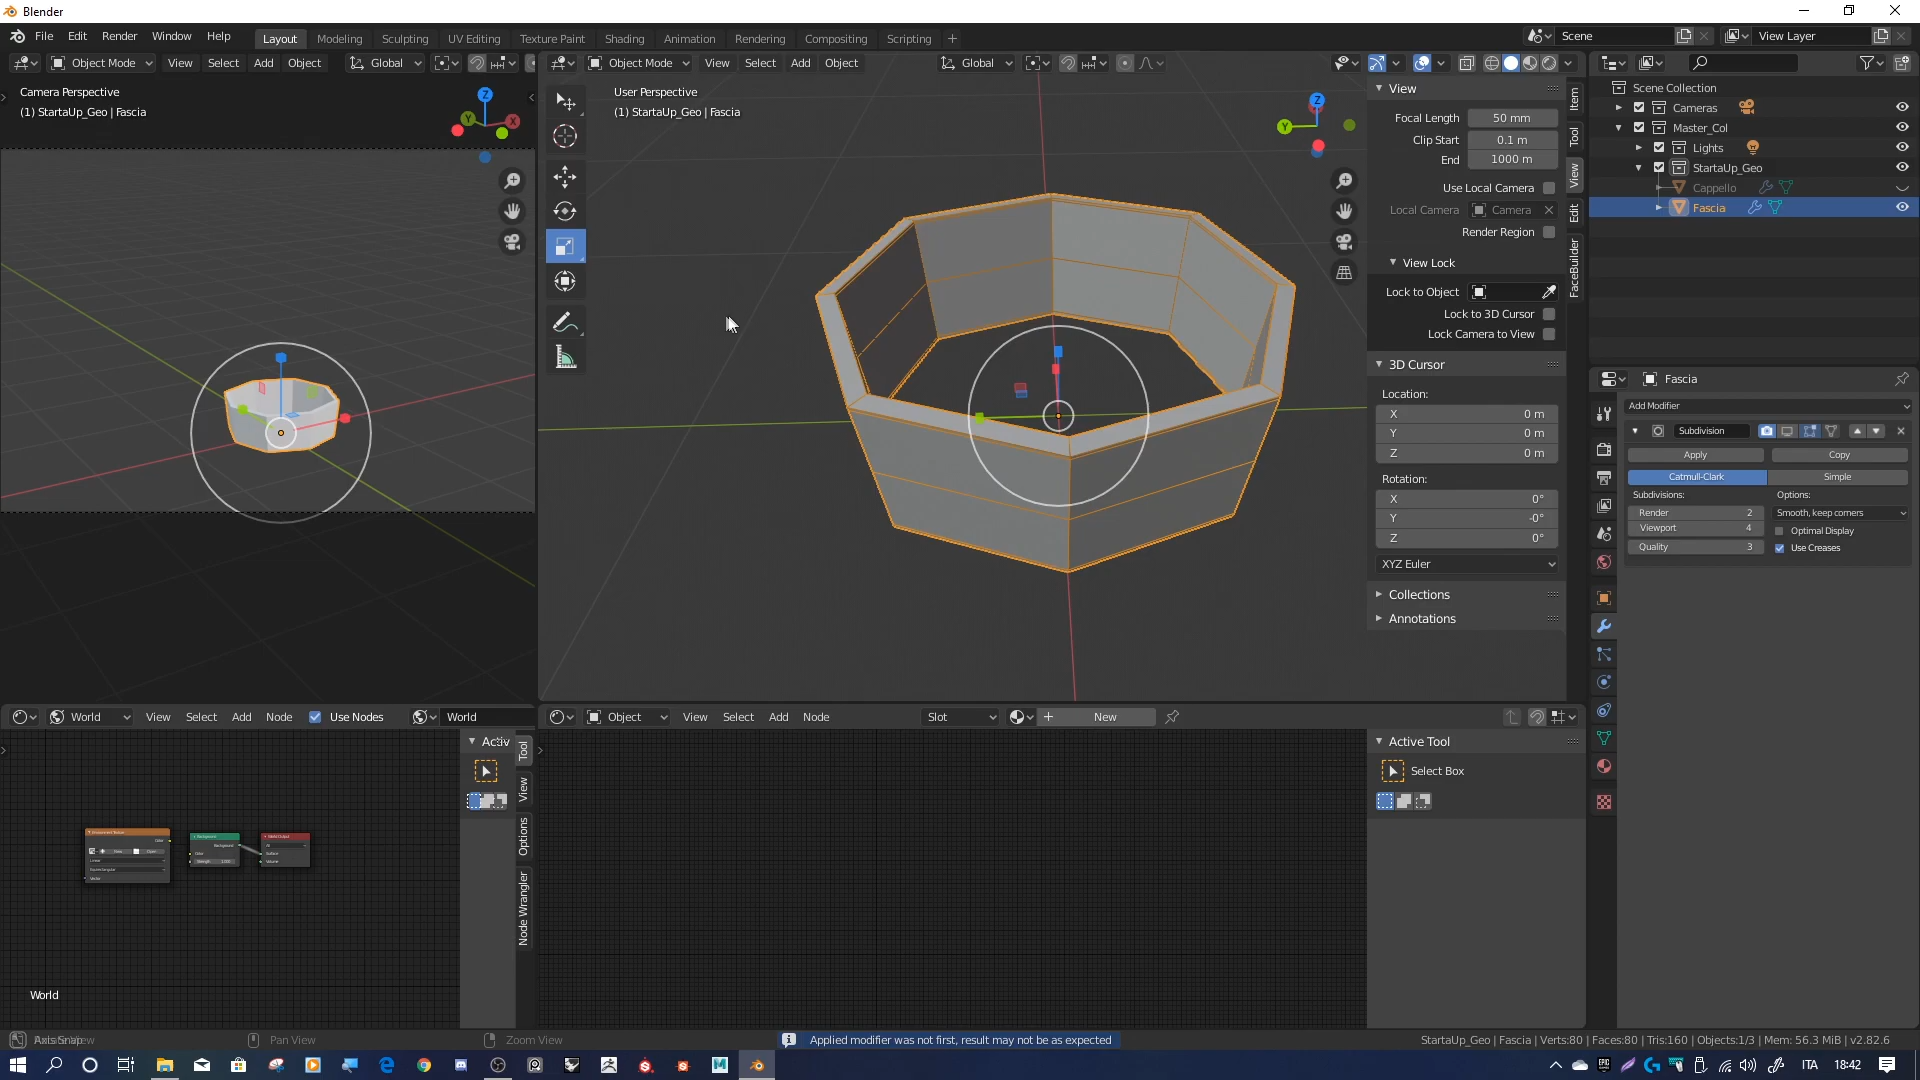 Blender
File Edit Render Window Help
Layout Modeling Sculpting UV Editing Texture Paint Shading Animation Rendering Compositing Scripting +
Scene
View Layer
Object Mode View Select Add Object Global
Object Mode View Select Add Object Global
Camera Perspective
(1) StartaUp_Geo | Fascia
User Perspective
(1) StartaUp_Geo | Fascia
Z
Y
X
Z
Y
View
Focal Length 50 mm
Clip Start 0.1 m
End 1000 m
Use Local Camera
Local Camera Camera
Render Region
View Lock
Lock to Object
Lock to 3D Cursor
Lock Camera to View
3D Cursor
Location:
X 0 m
Y 0 m
Z 0 m
Rotation:
X 0°
Y -0°
Z 0°
XYZ Euler
Collections
Annotations
Item
Tool
View
Edit
FaceBuilder
Scene Collection
Cameras
Master_Col
Lights
StartaUp_Geo
Cappello
Fascia
Fascia
Add Modifier
Subdivision
Apply Copy
Catmull-Clark Simple
Subdivisions: Options:
Render 2 Smooth, keep corners
Viewport 4 Optimal Display
Quality 3 Use Creases
World View Select Add Node Use Nodes World
Object View Select Add Node Slot New
Activ
Tool
View
Options
Node Wrangler
World
Active Tool
Select Box
Pan View
Zoom View
Applied modifier was not first, result may not be as expected
StartaUp_Geo | Fascia | Verts:80 | Faces:80 | Tris:160 | Objects:1/3 | Mem: 56.3 MiB | v2.82.6
ITA 18:42